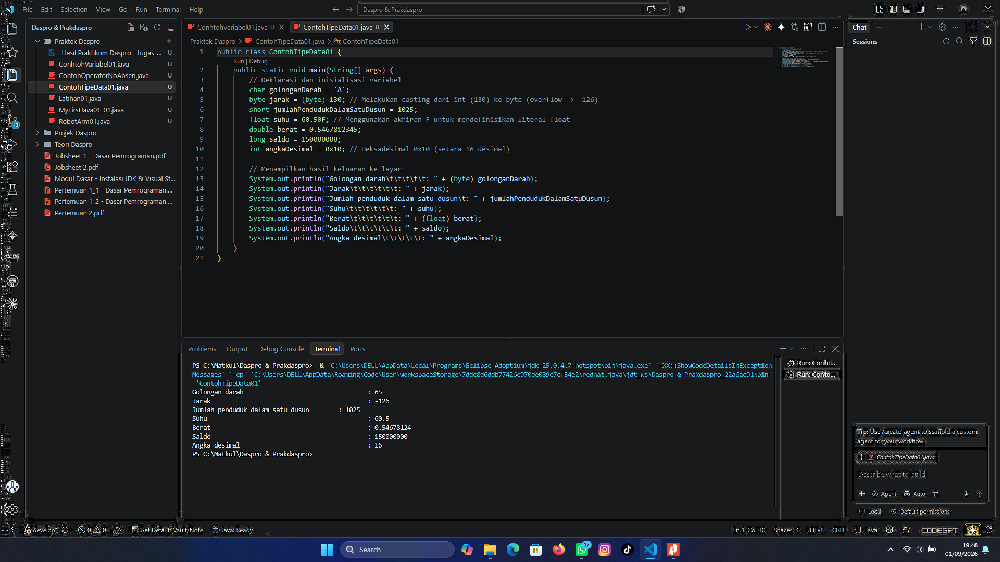 File Edit Selection View Go Run Terminal Help
Daspro & Prakdaspro
Daspro & Prakdaspro
Praktek Daspro
_Hasil Praktikum Daspro - tugas_... U
ConhtohVariabel01.java U
ContohOperatorNoAbsen.java U
ContohTipeData01.java U
Latihan01.java U
MyFirstJava01_01.java U
RobotArm01.java U
Projek Daspro
Teori Daspro
Jobsheet 1 - Dasar Pemrograman.pdf
Jobsheet 2.pdf
Modul Dasar - Instalasi JDK & Visual St...
Pertemuan 1_1 - Dasar Pemrograman....
Pertemuan 1_2 - Dasar Pemrograman....
Pertemuan 2.pdf
13
CODE
GPT
ConhtohVariabel01.java U
ContohTipeData01.java U
Praktek Daspro > ContohTipeData01.java > ContohTipeData01
1 public class ContohTipeData01 {
Run | Debug
2 public static void main(String[] args) {
3 // Deklarasi dan inisialisasi variabel
4 char golonganDarah = 'A';
5 byte jarak = (byte) 130; // Melakukan casting dari int (130) ke byte (overflow -> -126)
6 short jumlahPendudukDalamSatuDusun = 1025;
7 float suhu = 60.50F; // Menggunakan akhiran F untuk mendefinisikan literal float
8 double berat = 0.5467812345;
9 long saldo = 150000000;
10 int angkaDesimal = 0x10; // Heksadesimal 0x10 (setara 16 desimal)
11
12 // Menampilkan hasil keluaran ke layar
13 System.out.println("Golongan darah\t\t\t\t\t: " + (byte) golonganDarah);
14 System.out.println("Jarak\t\t\t\t\t\t: " + jarak);
15 System.out.println("Jumlah penduduk dalam satu dusun\t: " + jumlahPendudukDalamSatuDusun);
16 System.out.println("Suhu\t\t\t\t\t\t: " + suhu);
17 System.out.println("Berat\t\t\t\t\t\t: " + (float) berat);
18 System.out.println("Saldo\t\t\t\t\t\t: " + saldo);
19 System.out.println("Angka desimal\t\t\t\t\t: " + angkaDesimal);
20 }
21 }
Problems Output Debug Console Terminal Ports
PS C:\Matkul\Daspro & Prakdaspro> & 'C:\Users\DELL\AppData\Local\Programs\Eclipse Adoptium\jdk-25.0.4.7-hotspot\bin\java.exe' '-XX:+ShowCodeDetailsInException
Messages' '-cp' 'C:\Users\DELL\AppData\Roaming\Code\User\workspaceStorage\7ddc8d6ddb77426e970de089c7cf34e2\redhat.java\jdt_ws\Daspro & Prakdaspro_22a6ac91\bin'
'ContohTipeData01'
Golongan darah : 65
Jarak : -126
Jumlah penduduk dalam satu dusun : 1025
Suhu : 60.5
Berat : 0.54678124
Saldo : 150000000
Angka desimal : 16
PS C:\Matkul\Daspro & Prakdaspro>
Run: Conht...
Run: Conto...
Chat
Sessions
Tip: Use /create-agent to scaffold a custom
agent for your workflow.
ContohTipeData01.java
Describe what to build
Agent Auto
Local Default permissions
develop* 0 0 Set Default Vault/Note Java: Ready
Ln 1, Col 30 Spaces: 4 UTF-8 CRLF {} Java CODEGPT
Search
17
19:48
01/09/2026